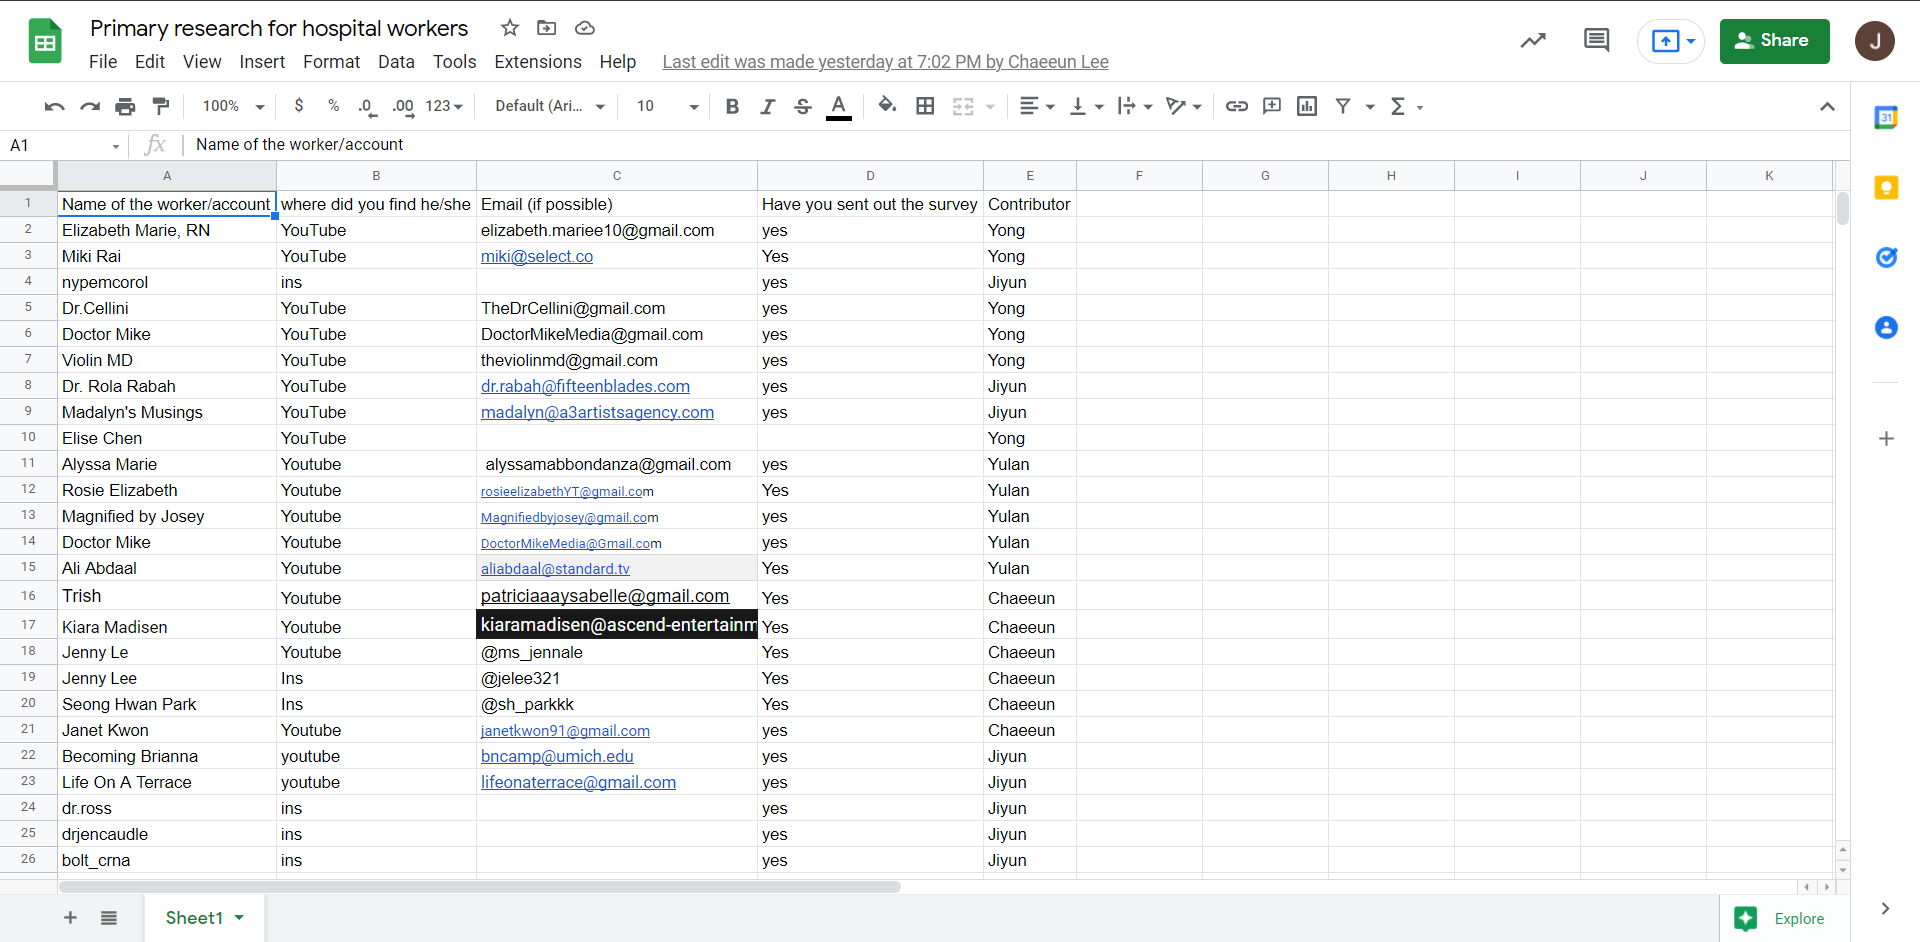 Primary research for hospital workers
File Edit View Insert Format Data Tools Extensions Help Last edit was made yesterday at 7:02 PM by Chaeeun Lee
Share
J
100% $ % .0 .00 123 Default (Ari... 10 B I S A
A1 fx Name of the worker/account
31
A B C D E F G H I J K
1 Name of the worker/account where did you find he/she Email (if possible) Have you sent out the survey Contributor
2 Elizabeth Marie, RN YouTube elizabeth.mariee10@gmail.com yes Yong
3 Miki Rai YouTube miki@select.co Yes Yong
4 nypemcorol ins yes Jiyun
5 Dr.Cellini YouTube TheDrCellini@gmail.com yes Yong
6 Doctor Mike YouTube DoctorMikeMedia@gmail.com yes Yong
7 Violin MD YouTube theviolinmd@gmail.com yes Yong
8 Dr. Rola Rabah YouTube dr.rabah@fifteenblades.com yes Jiyun
9 Madalyn's Musings YouTube madalyn@a3artistsagency.com yes Jiyun
10 Elise Chen YouTube Yong
11 Alyssa Marie Youtube alyssamabbondanza@gmail.com yes Yulan
12 Rosie Elizabeth Youtube rosieelizabethYT@gmail.com Yes Yulan
13 Magnified by Josey Youtube Magnifiedbyjosey@gmail.com yes Yulan
14 Doctor Mike Youtube DoctorMikeMedia@Gmail.com yes Yulan
15 Ali Abdaal Youtube aliabdaal@standard.tv Yes Yulan
16 Trish Youtube patriciaaaysabelle@gmail.com Yes Chaeeun
17 Kiara Madisen Youtube kiaramadisen@ascend-entertainm Yes Chaeeun
18 Jenny Le Youtube @ms_jennale Yes Chaeeun
19 Jenny Lee Ins @jelee321 Yes Chaeeun
20 Seong Hwan Park Ins @sh_parkkk Yes Chaeeun
21 Janet Kwon Youtube janetkwon91@gmail.com yes Chaeeun
22 Becoming Brianna youtube bncamp@umich.edu yes Jiyun
23 Life On A Terrace youtube lifeonaterrace@gmail.com yes Jiyun
24 dr.ross ins yes Jiyun
25 drjencaudle ins yes Jiyun
26 bolt_crna ins yes Jiyun
Sheet1 Explore